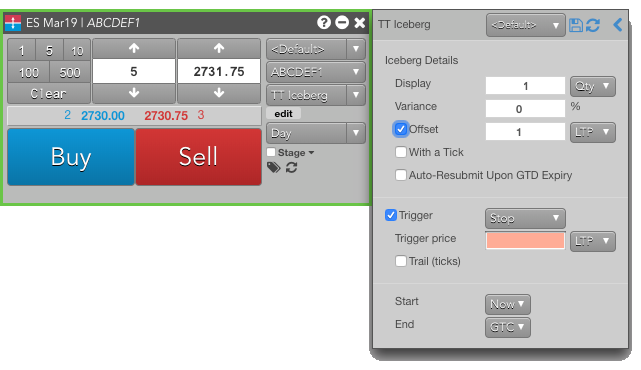 ES Mar19 | ABCDEF1
1 5 10
100 500
Clear
5
2731.75
<Default>
ABCDEF1
TT Iceberg
edit
2 2730.00 2730.75 3
Day
Buy
Sell
Stage
TT Iceberg
<Default>
Iceberg Details
Display 1 Qty
Variance 0 %
Offset 1 LTP
With a Tick
Auto-Resubmit Upon GTD Expiry
Trigger Stop
Trigger price LTP
Trail (ticks)
Start Now
End GTC